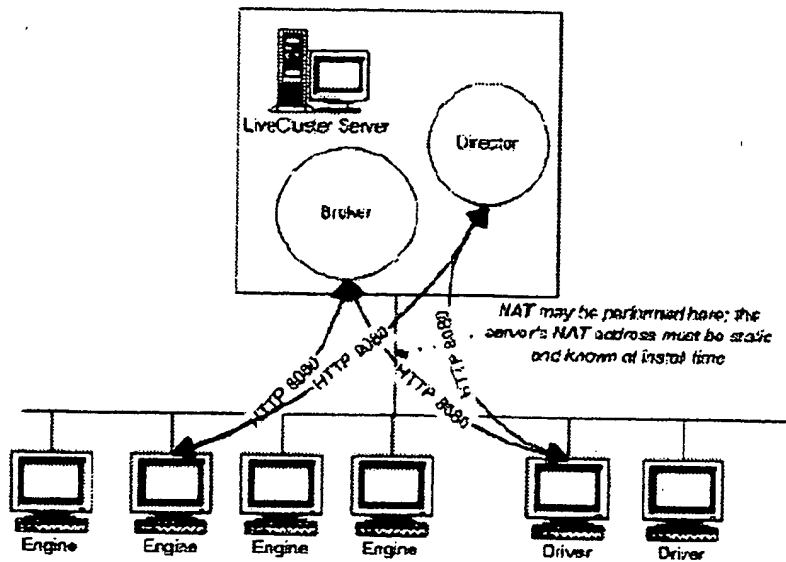 LiveCluster Server
Director
Broker
NAT may be performed here; the
server's NAT address must be static
and known at install time
HTTP 8080
HTTP 8080
HTTP 8080
HTTP 8080
Engine
Engine
Engine
Engine
Driver
Driver